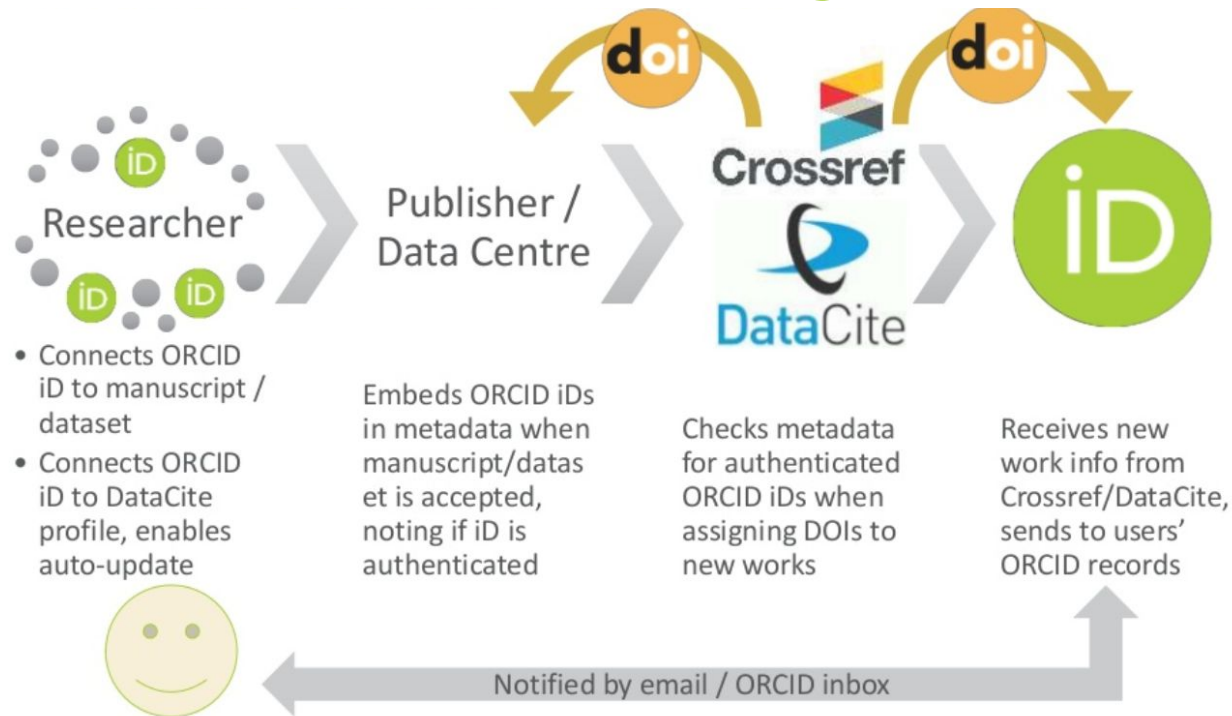 doi
doi
iD
Researcher
iD
iD
Publisher /
Data Centre
Crossref
DataCite
iD
• Connects ORCID
iD to manuscript /
dataset
• Connects ORCID
iD to DataCite
profile, enables
auto-update
Embeds ORCID iDs
in metadata when
manuscript/datas
et is accepted,
noting if iD is
authenticated
Checks metadata
for authenticated
ORCID iDs when
assigning DOIs to
new works
Receives new
work info from
Crossref/DataCite,
sends to users’
ORCID records
Notified by email / ORCID inbox